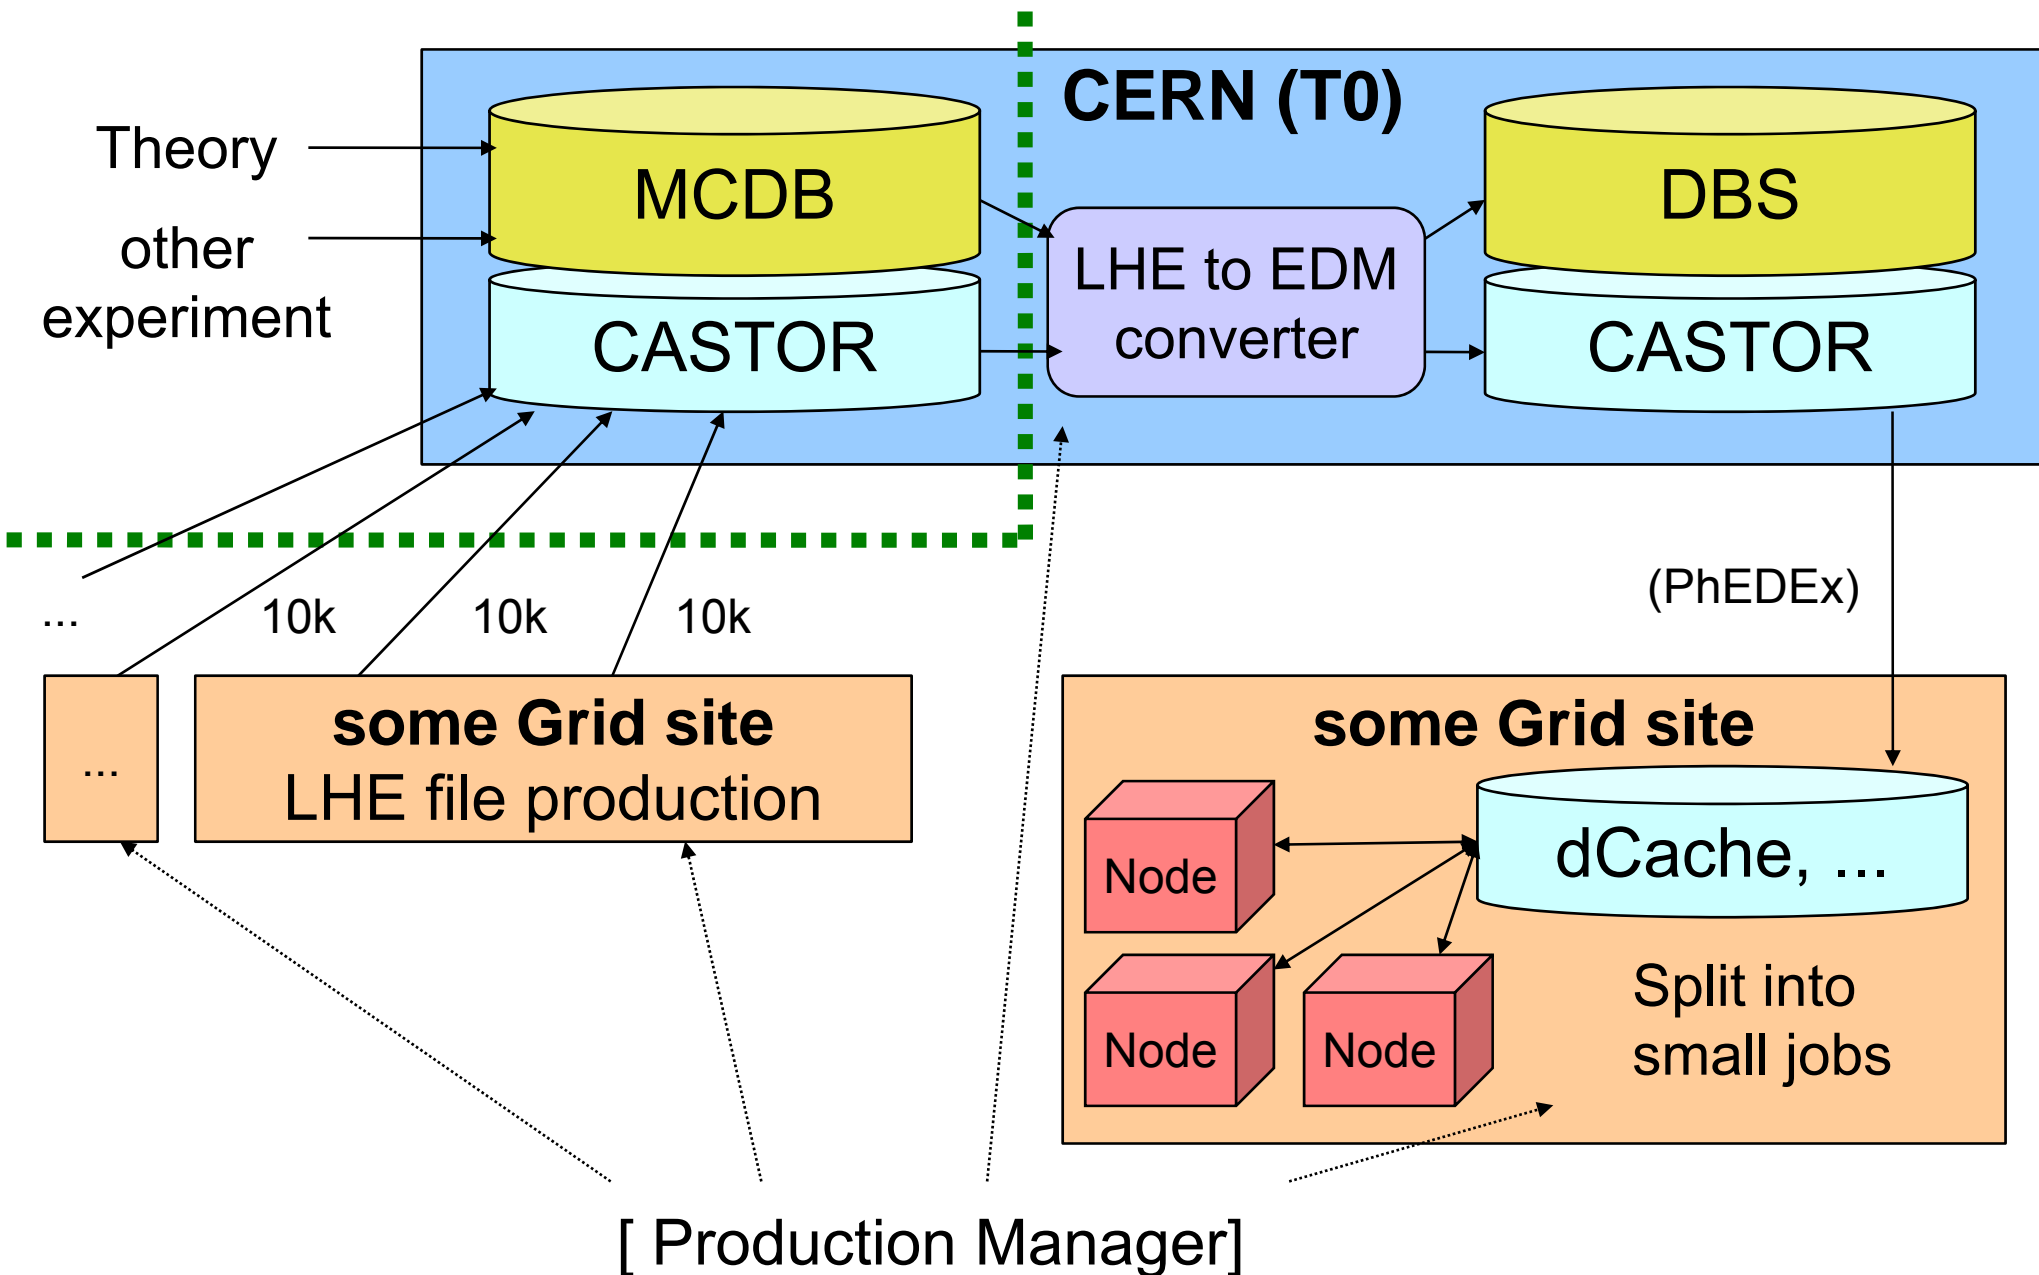 CERN (T0)
Theory
other
experiment
MCDB
CASTOR
LHE to EDM
converter
DBS
CASTOR
...
10k
10k
10k
(PhEDEx)
...
some Grid site
LHE file production
some Grid site
dCache, ...
Node
Node
Node
Split into
small jobs
[ Production Manager]